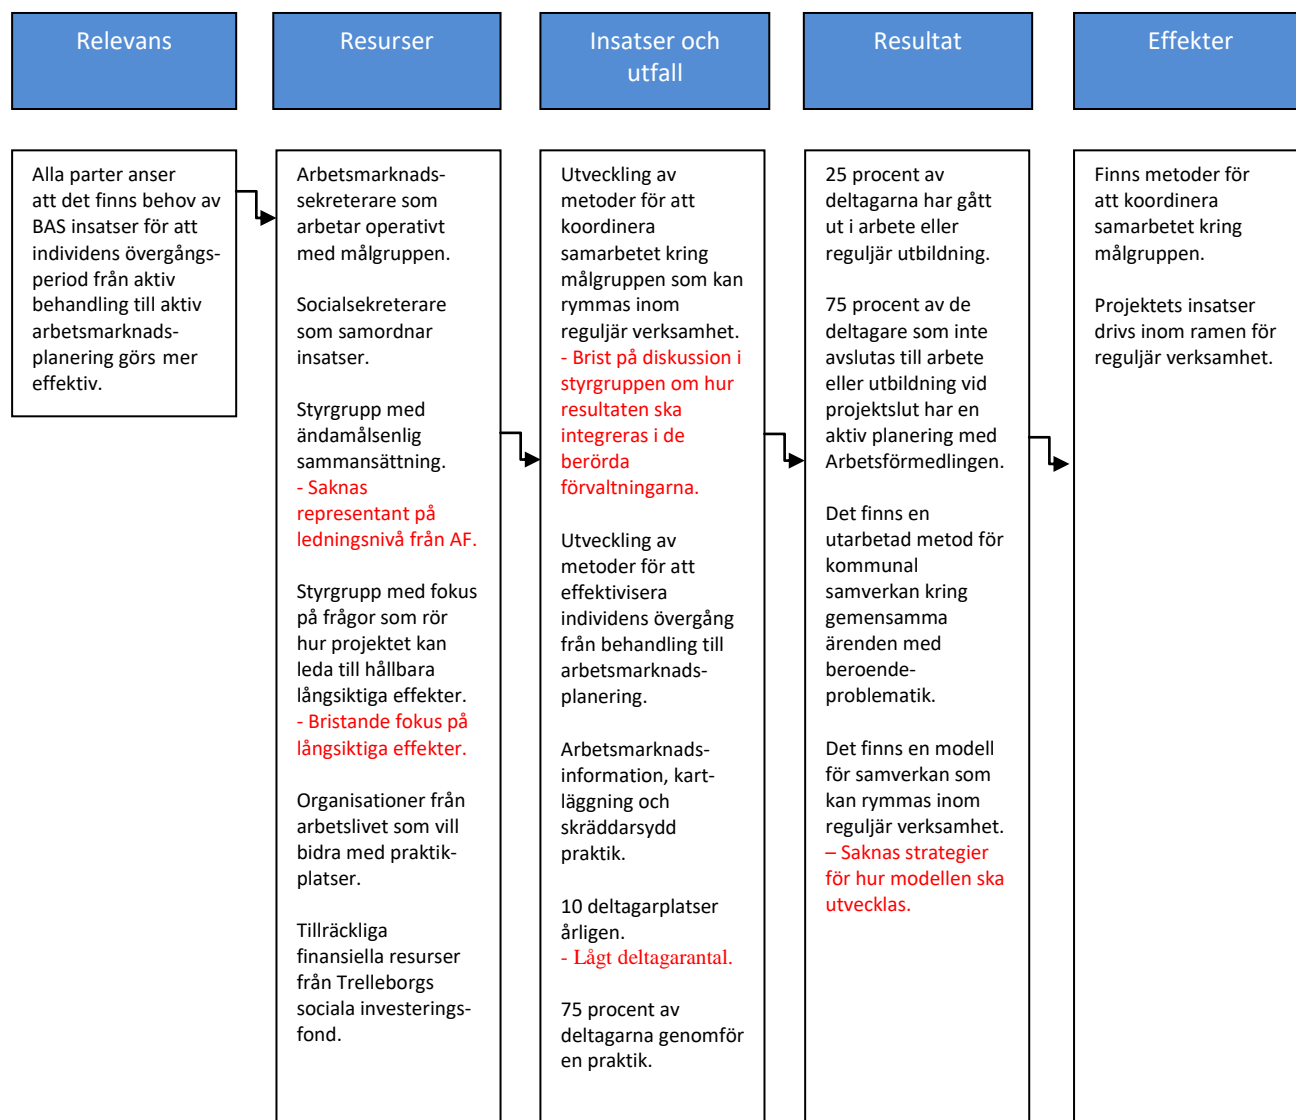 Relevans
Resurser
Insatser och
utfall
Resultat
Effekter
Alla parter anser
att det finns behov av
BAS insatser för att
individens övergångs-
period från aktiv
behandling till aktiv
arbetsmarknads-
planering görs mer
effektiv.
Arbetsmarknads-
sekreterare som
arbetar operativt
med målgruppen.
Socialsekreterare
som samordnar
insatser.
Styrgrupp med
ändamålsenlig
sammansättning.
- Saknas
representant på
ledningsnivå från AF.
Styrgrupp med fokus
på frågor som rör
hur projektet kan
leda till hållbara
långsiktiga effekter.
- Bristande fokus på
långsiktiga effekter.
Organisationer från
arbetslivet som vill
bidra med praktik-
platser.
Tillräckliga
finansiella resurser
från Trelleborgs
sociala investerings-
fond.
Utveckling av
metoder för att
koordinera
samarbetet kring
målgruppen som kan
rymmas inom
reguljär verksamhet.
- Brist på diskussion i
styrgruppen om hur
resultaten ska
integreras i de
berörda
förvaltningarna.
Utveckling av
metoder för att
effektivisera
individens övergång
från behandling till
arbetsmarknads-
planering.
Arbetsmarknads-
information, kart-
läggning och
skräddarsydd
praktik.
10 deltagarplatser
årligen.
- Lågt deltagarantal.
75 procent av
deltagarna genomför
en praktik.
25 procent av
deltagarna har gått
ut i arbete eller
reguljär utbildning.
75 procent av de
deltagare som inte
avslutas till arbete
eller utbildning vid
projektslut har en
aktiv planering med
Arbetsförmedlingen.
Det finns en
utarbetad metod för
kommunal
samverkan kring
gemensamma
ärenden med
beroende-
problematik.
Det finns en modell
för samverkan som
kan rymmas inom
reguljär verksamhet.
– Saknas strategier
för hur modellen ska
utvecklas.
Finns metoder för
att koordinera
samarbetet kring
målgruppen.
Projektets insatser
drivs inom ramen för
reguljär verksamhet.